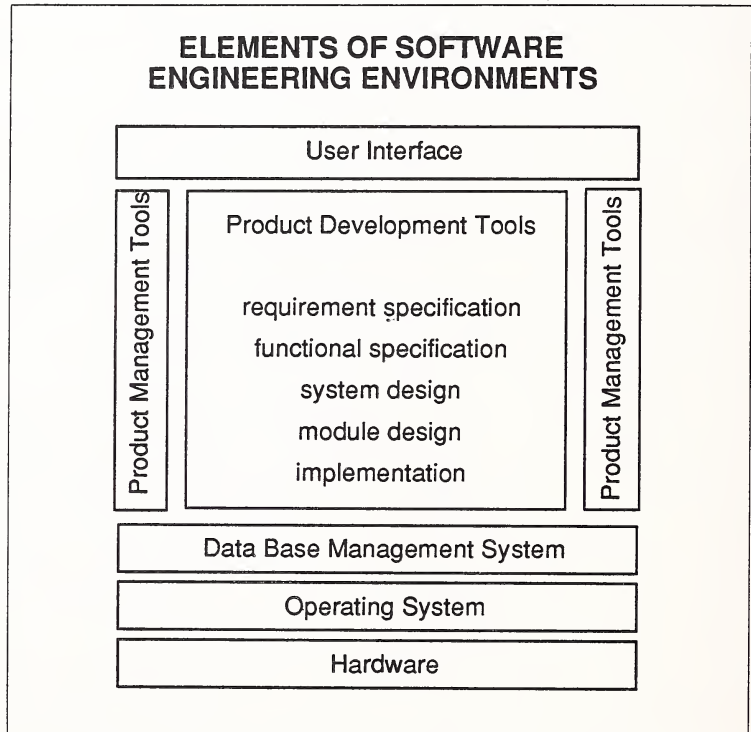 ELEMENTS OF SOFTWARE
ENGINEERING ENVIRONMENTS
User Interface
Product Management Tools
Product Development Tools
requirement specification
functional specification
system design
module design
implementation
Product Management Tools
Data Base Management System
Operating System
Hardware